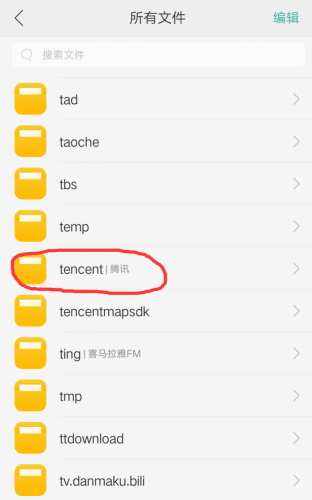 所有文件
编辑
搜索文件
tad
taoche
tbs
temp
tencent | 腾讯
tencentmapsdk
ting | 喜马拉雅FM
tmp
ttdownload
tv.danmaku.bili